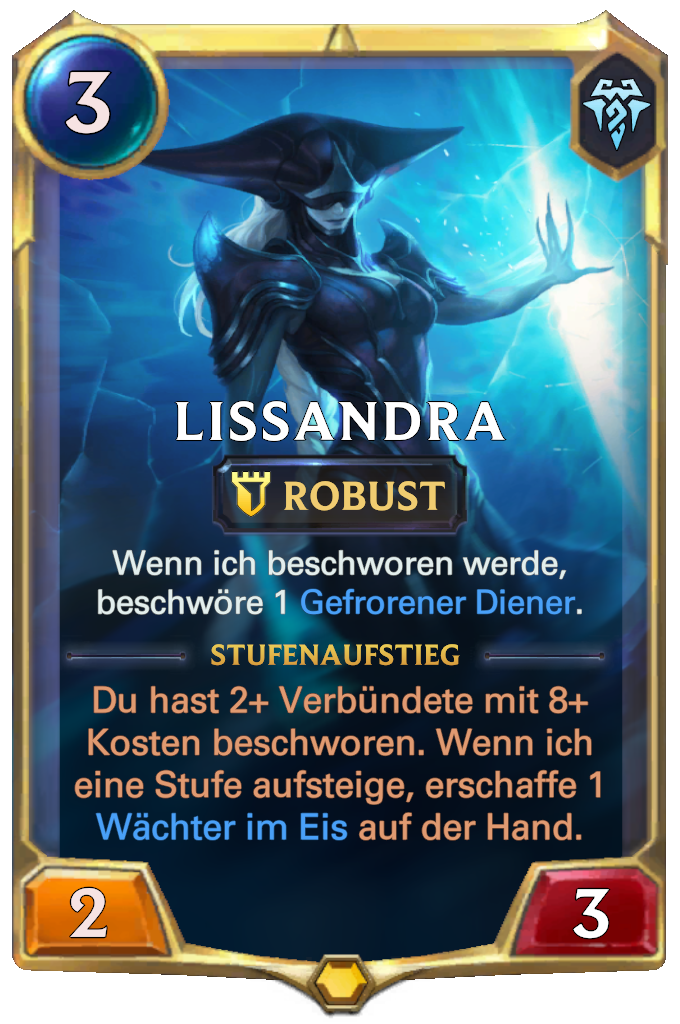 3
LISSANDRA
ROBUST
Wenn ich beschworen werde,
beschwöre 1 Gefrorener Diener.
STUFENAUFSTIEG
Du hast 2+ Verbündete mit 8+
Kosten beschworen. Wenn ich
eine Stufe aufsteige, erschaffe 1
Wächter im Eis auf der Hand.
2
3